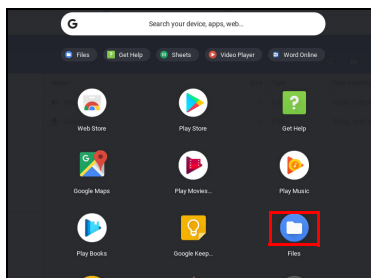 G Search your device, apps, web...
Files Get Help Sheets Video Player Word Online
Web Store Play Store Get Help
Google Maps Play Movies... Play Music
Play Books Google Keep... Files